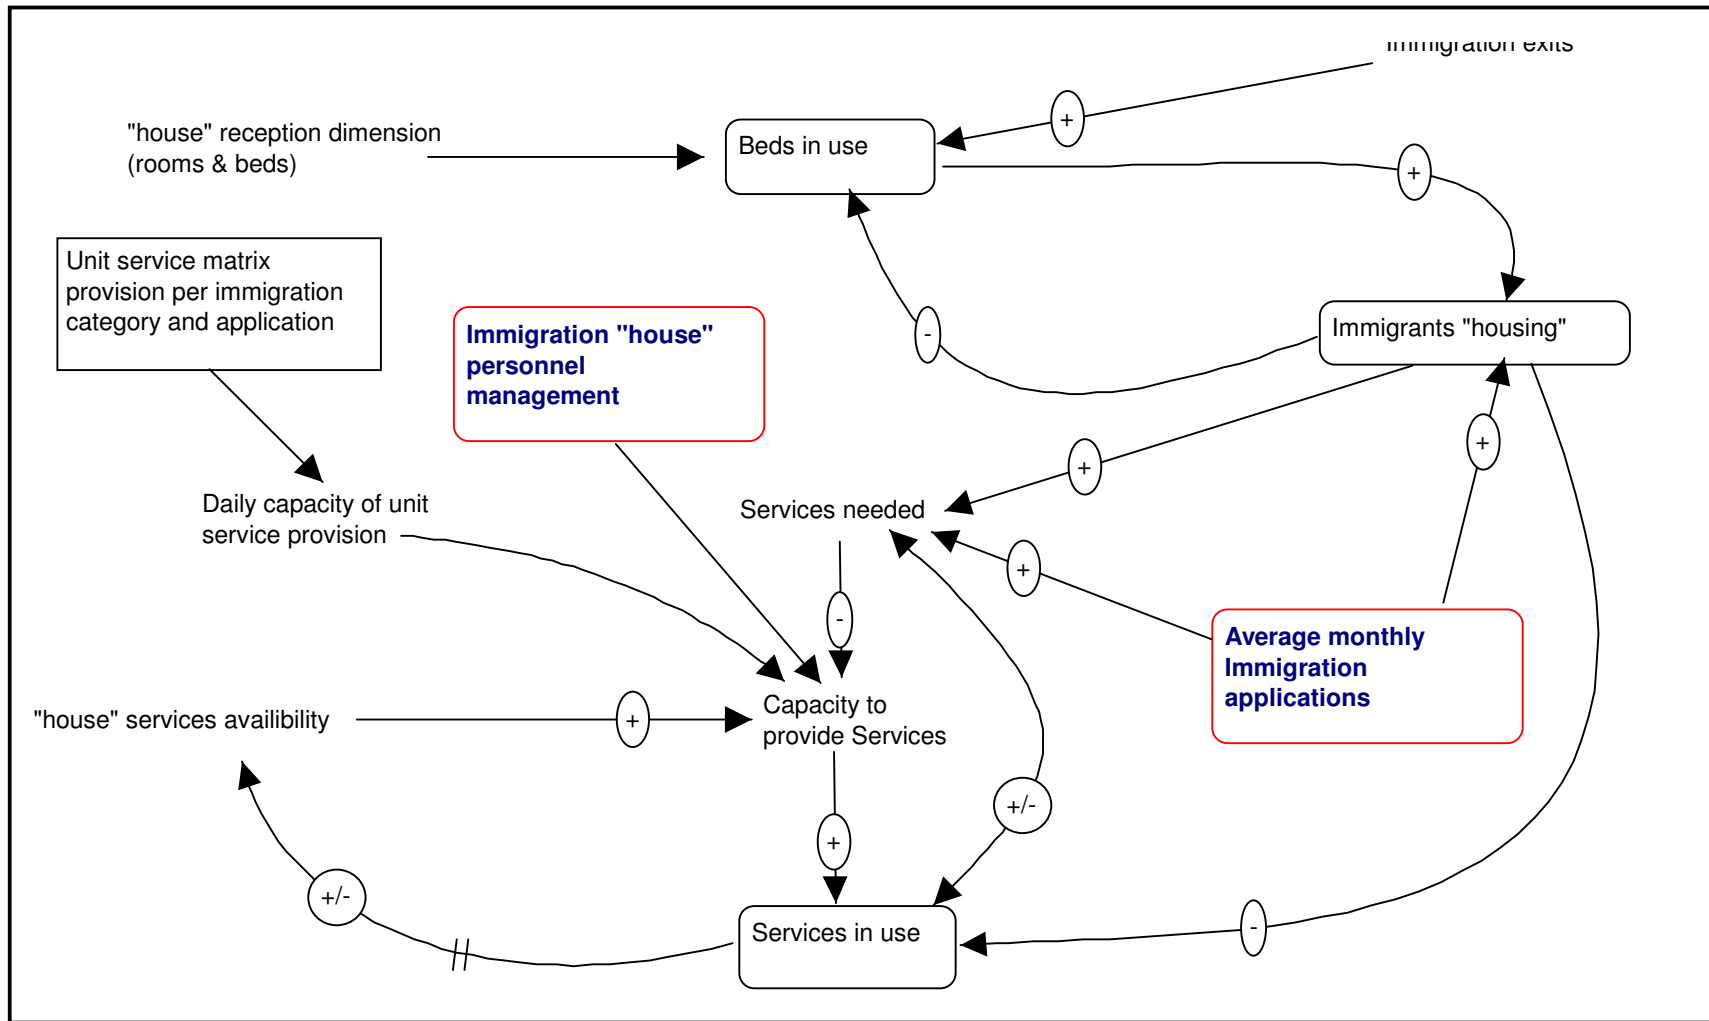 Immigration exits
+
"house" reception dimension
(rooms & beds)
Beds in use
+
Unit service matrix
provision per immigration
category and application
Immigration "house"
personnel
management
-
Immigrants "housing"
+
+
Daily capacity of unit
service provision
Services needed
+
-
Average monthly
Immigration
applications
"house" services availibility
+
Capacity to
provide Services
+/-
+
+/-
Services in use
-